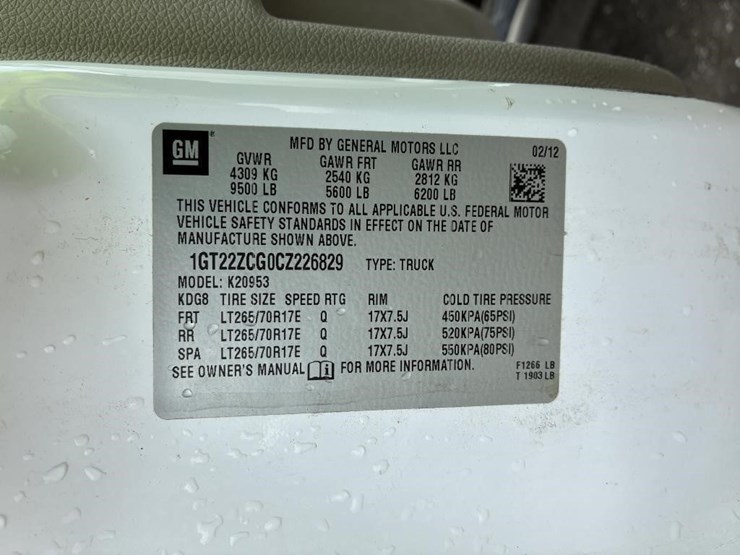 GM
MFD BY GENERAL MOTORS LLC 02/12
GVWR GAWR FRT GAWR RR
4309 KG 2540 KG 2812 KG
9500 LB 5600 LB 6200 LB
THIS VEHICLE CONFORMS TO ALL APPLICABLE U.S. FEDERAL MOTOR
VEHICLE SAFETY STANDARDS IN EFFECT ON THE DATE OF
MANUFACTURE SHOWN ABOVE.
1GT22ZCG0CZ226829 TYPE: TRUCK
MODEL: K20953
KDG8 TIRE SIZE SPEED RTG RIM COLD TIRE PRESSURE
FRT LT265/70R17E Q 17X7.5J 450KPA(65PSI)
RR LT265/70R17E Q 17X7.5J 520KPA(75PSI)
SPA LT265/70R17E Q 17X7.5J 550KPA(80PSI)
SEE OWNER'S MANUAL i FOR MORE INFORMATION.
F1266 LB
T 1903 LB